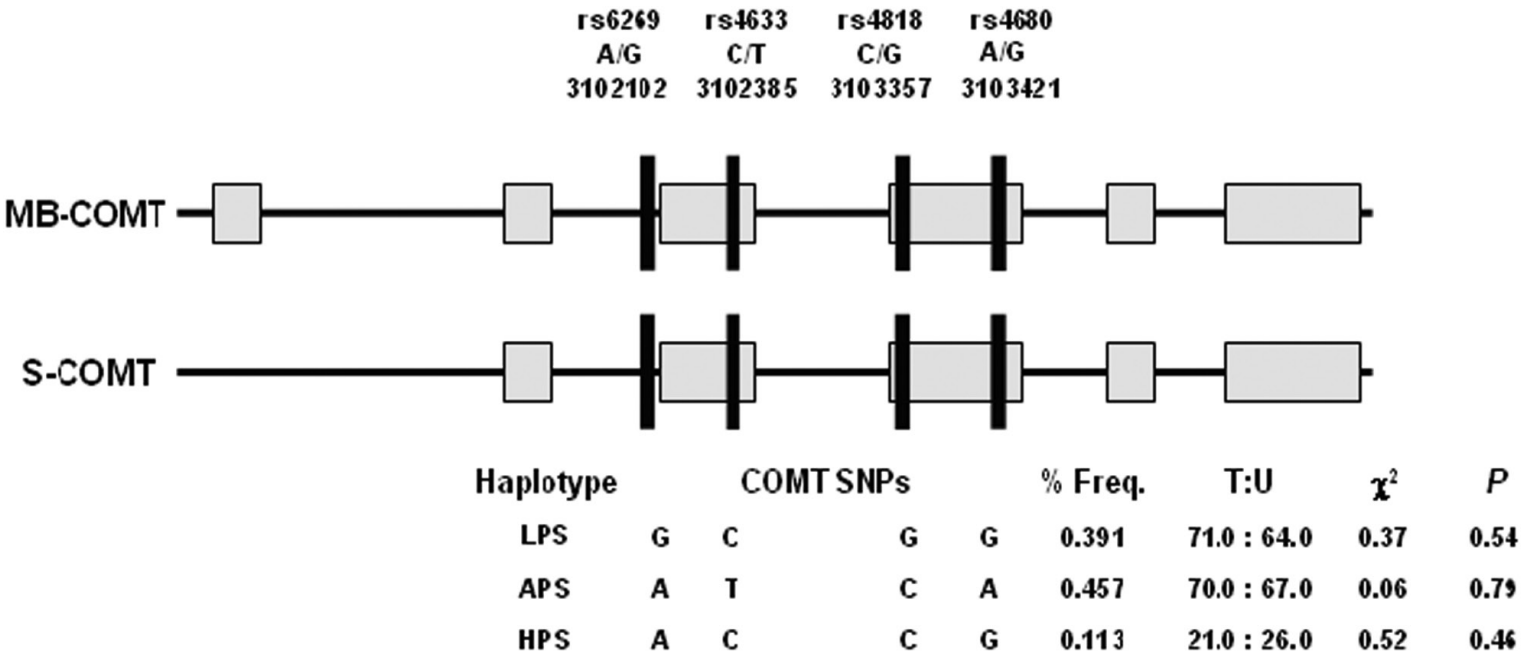 rs6269 rs4633 rs4818 rs4680
A/G C/T C/G A/G
3102102 3102385 3103357 3103421
MB-COMT
S-COMT
Haplotype COMT SNPs % Freq. T:U χ² P
LPS G C G G 0.391 71.0 : 64.0 0.37 0.54
APS A T C A 0.457 70.0 : 67.0 0.06 0.79
HPS A C C G 0.113 21.0 : 26.0 0.52 0.46